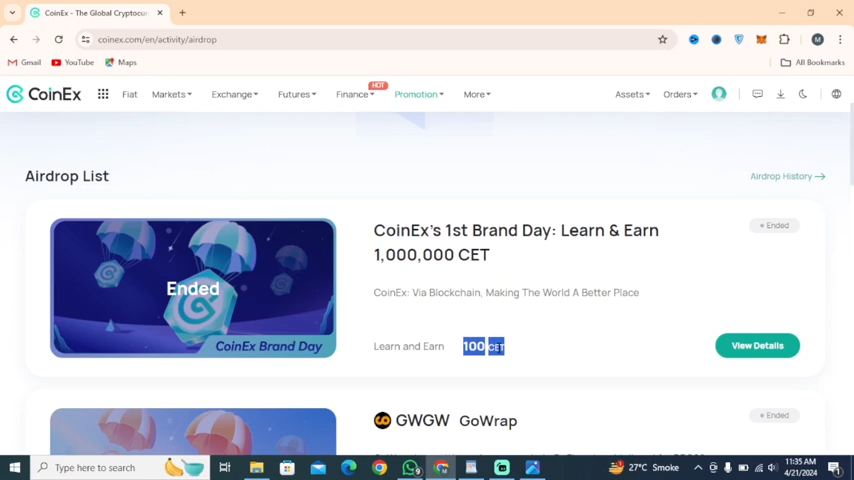 CoinEx - The Global Cryptocur
coinex.com/en/activity/airdrop
M
Gmail
YouTube
Maps
All Bookmarks
CoinEx
Fiat
Markets
Exchange
Futures
Finance
HOT
Promotion
More
Assets
Orders
Airdrop List
Airdrop History
Ended
CoinEx Brand Day
CoinEx's 1st Brand Day: Learn & Earn
1,000,000 CET
Ended
CoinEx: Via Blockchain, Making The World A Better Place
Learn and Earn
100 CET
View Details
GWGW GoWrap
Ended
Type here to search
9
27°C Smoke
11:35 AM
4/21/2024
1